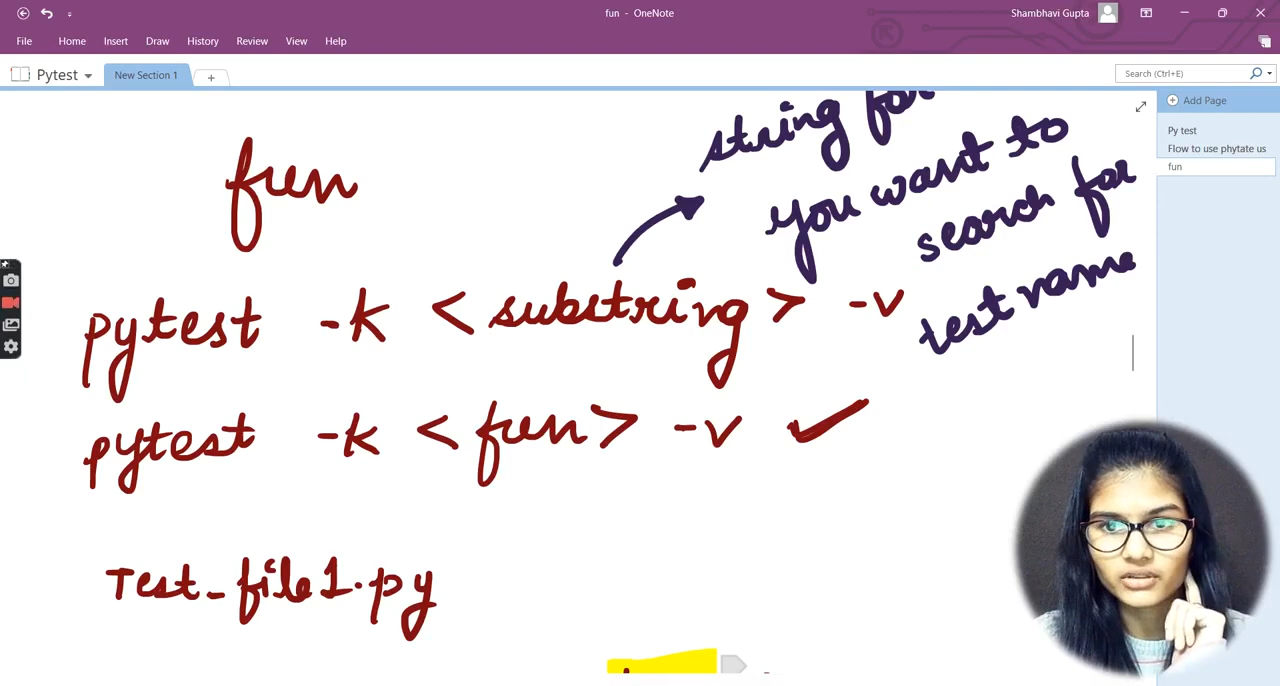 fun - OneNote
Shambhavi Gupta
File Home Insert Draw History Review View Help
Pytest
New Section 1
+
Search (Ctrl+E)
Add Page
Py test
Flow to use phytate us
fun
fun
string for
you want to
search for
test name
pytest -k < substring > -v
pytest -k < fun > -v
Test_file1.py